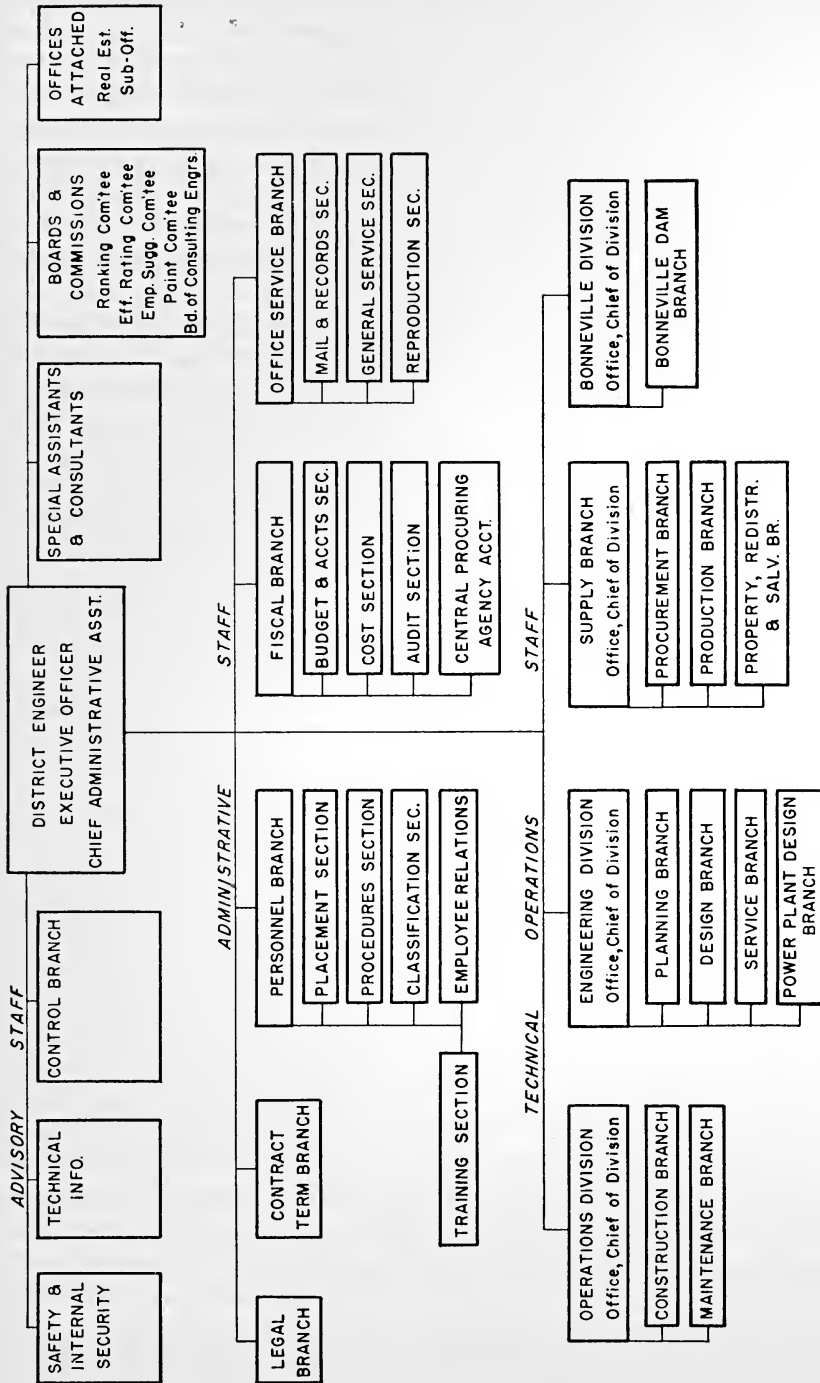 DISTRICT ENGINEER
EXECUTIVE OFFICER
CHIEF ADMINISTRATIVE ASST.
ADVISORY STAFF
SAFETY &
INTERNAL
SECURITY
TECHNICAL
INFO.
CONTROL BRANCH
SPECIAL ASSISTANTS
& CONSULTANTS
BOARDS &
COMMISSIONS
Ranking Com'tee
Eff. Rating Com'tee
Emp. Sugg. Com'tee
Paint Com'tee
Bd. of Consulting Engrs.
OFFICES
ATTACHED
Real Est.
Sub-Off.
ADMINISTRATIVE STAFF
LEGAL
BRANCH
CONTRACT
TERM BRANCH
PERSONNEL BRANCH
PLACEMENT SECTION
PROCEDURES SECTION
CLASSIFICATION SEC.
EMPLOYEE RELATIONS
TRAINING SECTION
FISCAL BRANCH
BUDGET & ACCTS SEC.
COST SECTION
AUDIT SECTION
CENTRAL PROCURING
AGENCY ACCT.
OFFICE SERVICE BRANCH
MAIL & RECORDS SEC.
GENERAL SERVICE SEC.
REPRODUCTION SEC.
TECHNICAL OPERATIONS STAFF
OPERATIONS DIVISION
Office, Chief of Division
CONSTRUCTION BRANCH
MAINTENANCE BRANCH
ENGINEERING DIVISION
Office, Chief of Division
PLANNING BRANCH
DESIGN BRANCH
SERVICE BRANCH
POWER PLANT DESIGN
BRANCH
SUPPLY BRANCH
Office, Chief of Division
PROCUREMENT BRANCH
PRODUCTION BRANCH
PROPERTY, REDISTR.
& SALV. BR.
BONNEVILLE DIVISION
Office, Chief of Division
BONNEVILLE DAM
BRANCH